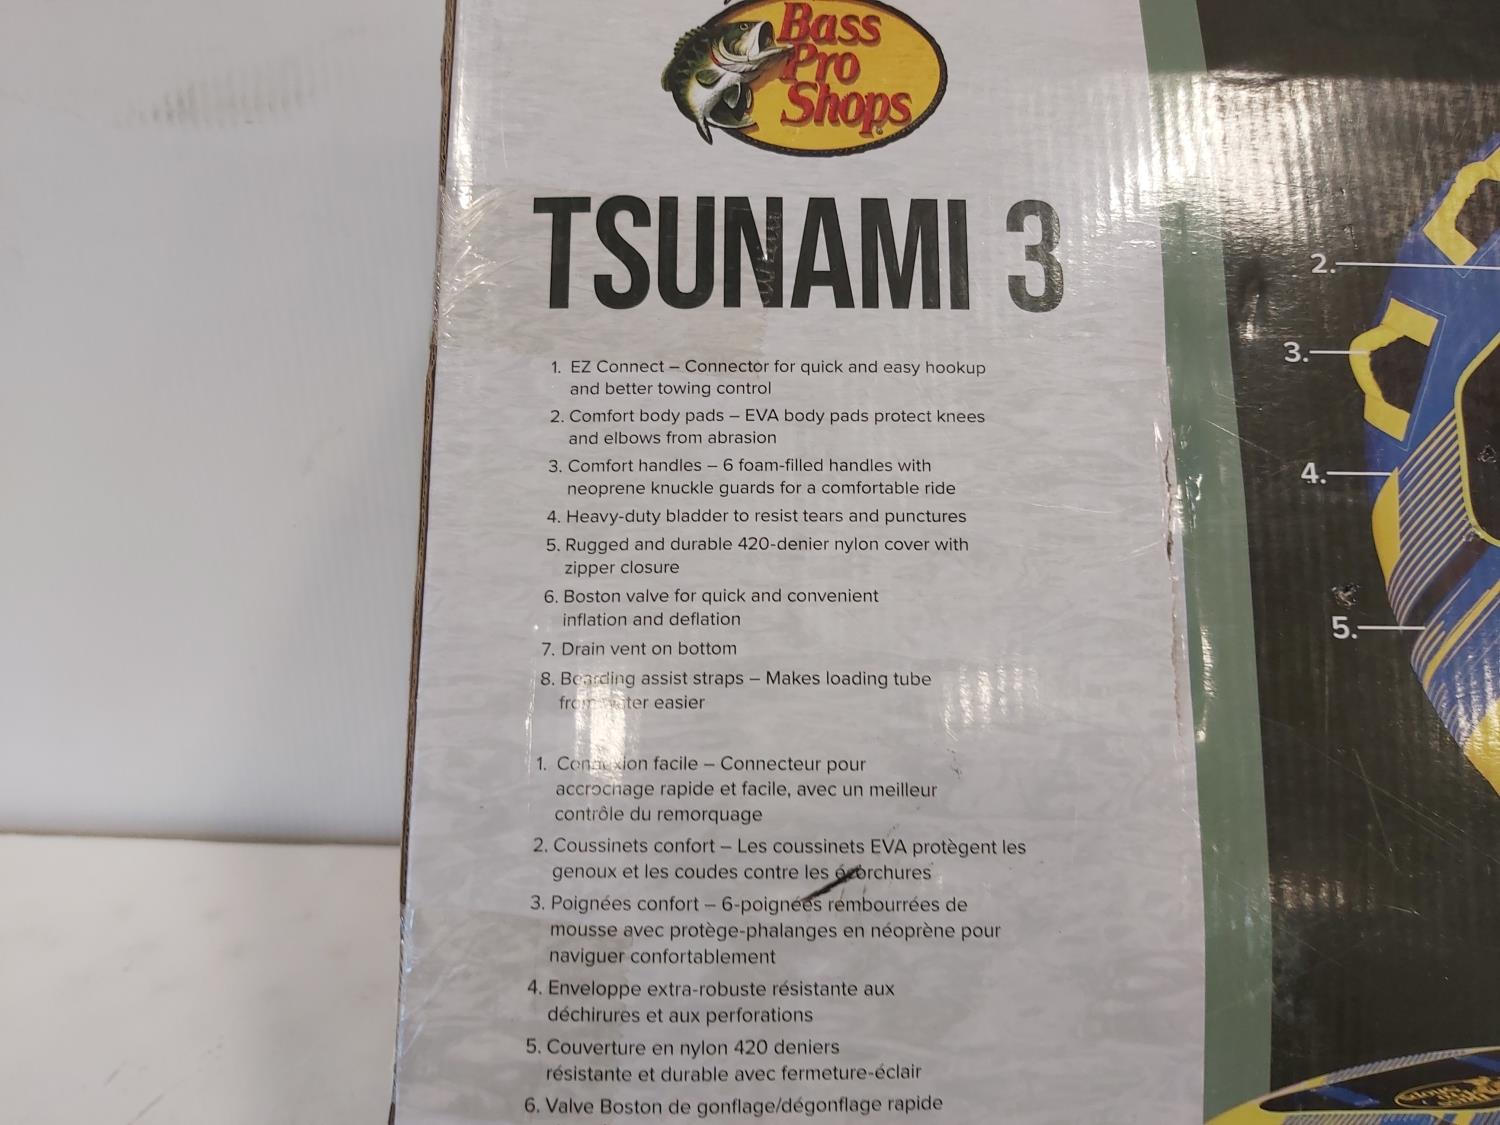 Bass
Pro
Shops
TSUNAMI 3
1. EZ Connect – Connector for quick and easy hookup
and better towing control
2. Comfort body pads – EVA body pads protect knees
and elbows from abrasion
3. Comfort handles – 6 foam-filled handles with
neoprene knuckle guards for a comfortable ride
4. Heavy-duty bladder to resist tears and punctures
5. Rugged and durable 420-denier nylon cover with
zipper closure
6. Boston valve for quick and convenient
inflation and deflation
7. Drain vent on bottom
8. Boarding assist straps – Makes loading tube
from water easier
1. Connexion facile – Connecteur pour
accrochage rapide et facile, avec un meilleur
contrôle du remorquage
2. Coussinets confort – Les coussinets EVA protègent les
genoux et les coudes contre les écorchures
3. Poignées confort – 6-poignées rembourrées de
mousse avec protège-phalanges en néoprène pour
naviguer confortablement
4. Enveloppe extra-robuste résistante aux
déchirures et aux perforations
5. Couverture en nylon 420 deniers
résistante et durable avec fermeture-éclair
6. Valve Boston de gonflage/dégonflage rapide
2.
3.
4.
5.